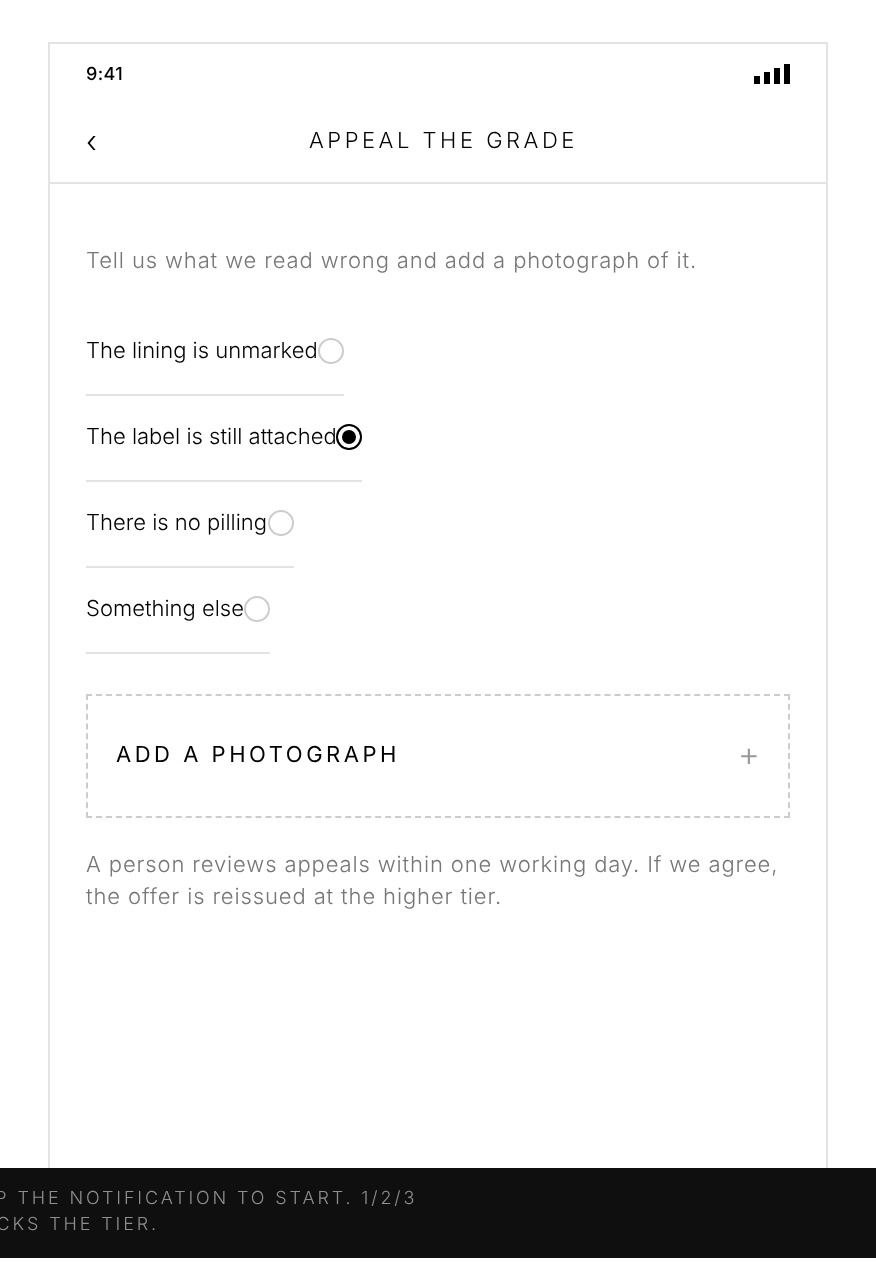 9:41
‹
APPEAL THE GRADE
Tell us what we read wrong and add a photograph of it.
The lining is unmarked
The label is still attached
There is no pilling
Something else
ADD A PHOTOGRAPH +
A person reviews appeals within one working day. If we agree,
the offer is reissued at the higher tier.
THE NOTIFICATION TO START. 1/2/3
THE TIER.